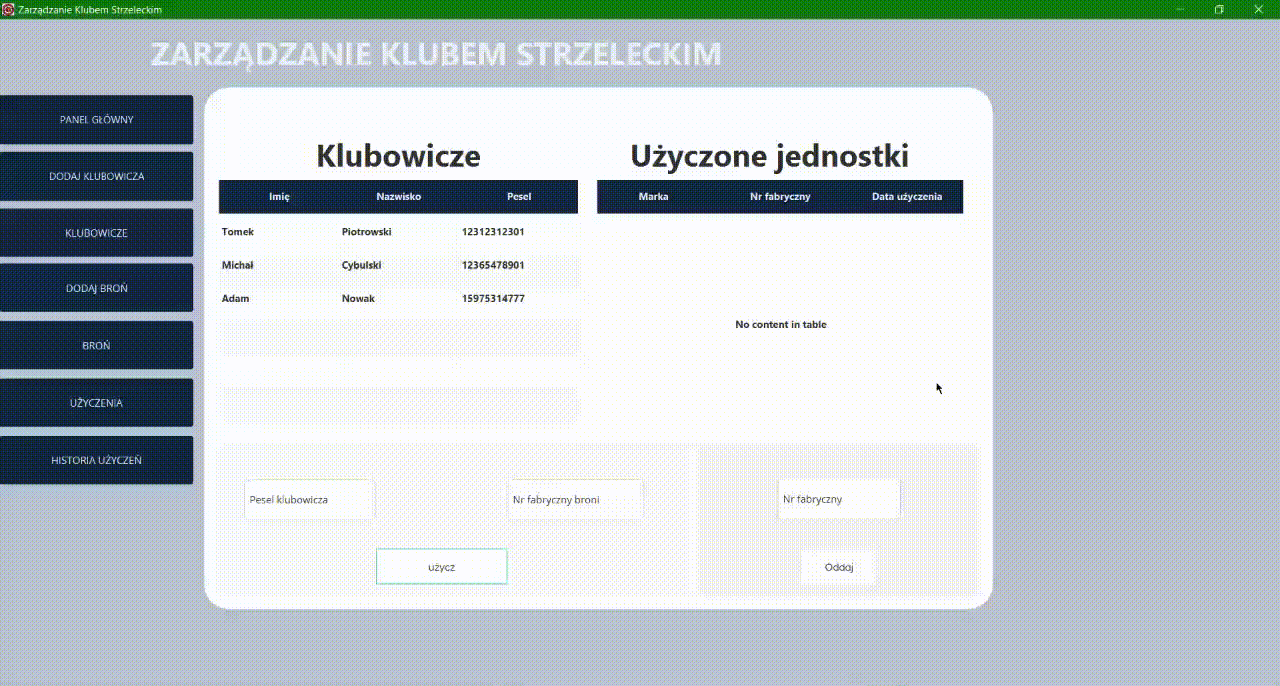 Zarządzanie Klubem Strzeleckim
ZARZĄDZANIE KLUBEM STRZELECKIM
PANEL GŁÓWNY
DODAJ KLUBOWICZA
KLUBOWICZE
DODAJ BROŃ
BROŃ
UŻYCZENIA
HISTORIA UŻYCZEŃ
Klubowicze
Imię Nazwisko Pesel
Tomek Piotrowski 12312312301
Michał Cybulski 12365478901
Adam Nowak 15975314777
Użyczone jednostki
Marka Nr fabryczny Data użyczenia
No content in table
Pesel klubowicza Nr fabryczny broni
użycz
Nr fabryczny
Oddaj